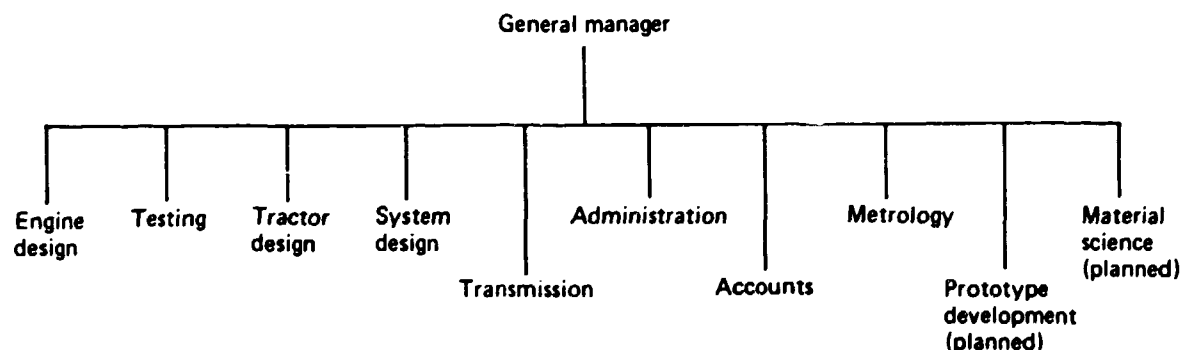 General manager
Engine
design
Testing
Tractor
design
System
design
Transmission
Administration
Accounts
Metrology
Prototype
development
(planned)
Material
science
(planned)